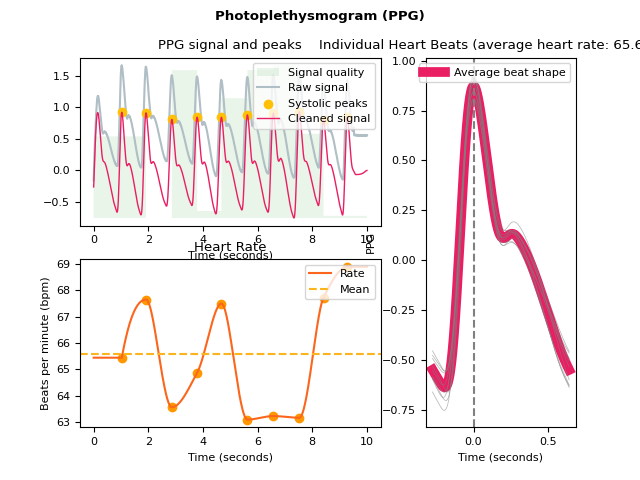 Photoplethysmogram (PPG)
PPG signal and peaks
Individual Heart Beats (average heart rate: 65.6
Signal quality
Raw signal
Systolic peaks
Cleaned signal
1.5
1.0
0.5
0.0
−0.5
0 2 4 6 8 10
Time (seconds)
Heart Rate
Rate
Mean
Beats per minute (bpm)
69
68
67
66
65
64
63
0 2 4 6 8 10
Time (seconds)
Average beat shape
PPG
1.00
0.75
0.50
0.25
0.00
−0.25
−0.50
−0.75
0.0 0.5
Time (seconds)